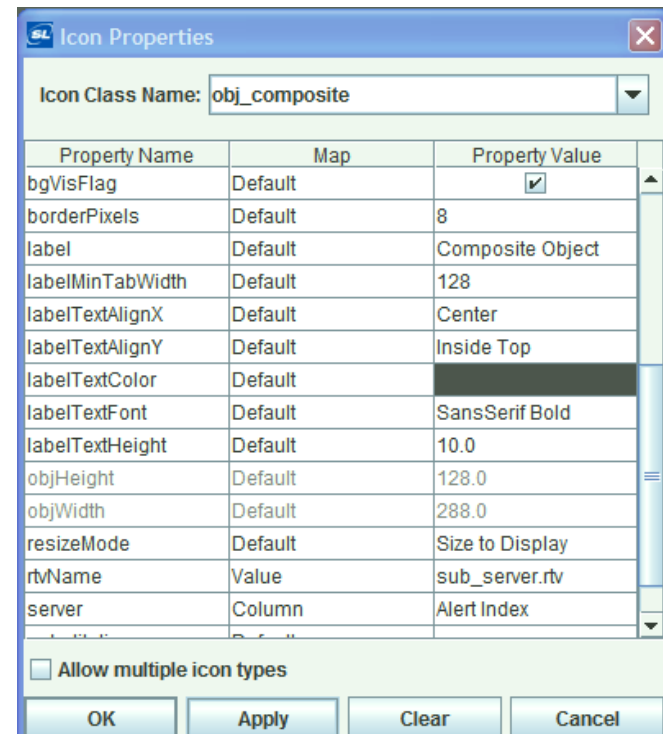 SL Icon Properties
Icon Class Name: obj_composite
Property Name Map Property Value
bgVisFlag Default
borderPixels Default 8
label Default Composite Object
labelMinTabWidth Default 128
labelTextAlignX Default Center
labelTextAlignY Default Inside Top
labelTextColor Default
labelTextFont Default SansSerif Bold
labelTextHeight Default 10.0
objHeight Default 128.0
objWidth Default 288.0
resizeMode Default Size to Display
rtvName Value sub_server.rtv
server Column Alert Index
Allow multiple icon types
OK Apply Clear Cancel